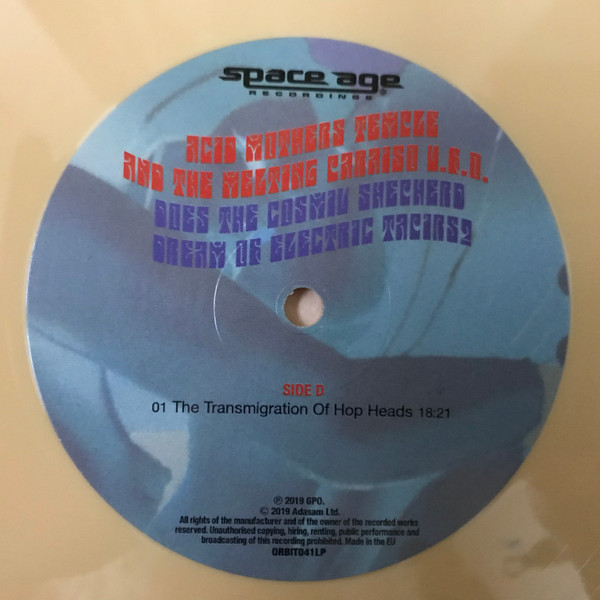 space age®
RECORDINGS
ACID MOTHERS TEMPLE
AND THE MELTING PARAISO U.F.O.
DOES THE COSMIC SHEPHERD
DREAM OF ELECTRIC TAPIRS?
SIDE D
01 The Transmigration Of Hop Heads 18:21
℗ 2019 GPO.
© 2019 Adasam Ltd.
All rights of the manufacturer and of the owner of the recorded works
reserved. Unauthorised copying, hiring, renting, public performance and
broadcasting of this recording prohibited. Made in the EU
ORBIT041LP